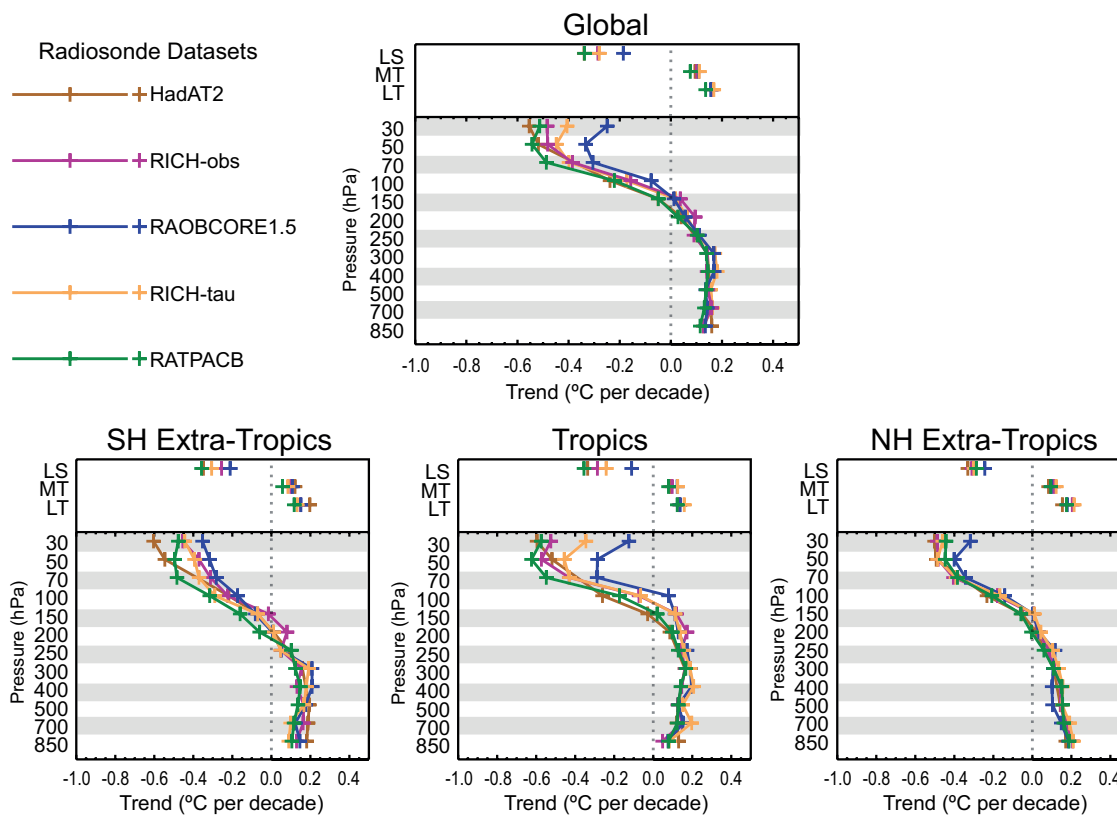 Global
Radiosonde Datasets
HadAT2
RICH-obs
RAOBCORE1.5
RICH-tau
RATPACB
LS
MT
LT
Pressure (hPa)
30
50
70
100
150
200
250
300
400
500
700
850
-1.0 -0.8 -0.6 -0.4 -0.2 0.0 0.2 0.4
Trend (ºC per decade)
SH Extra-Tropics
LS
MT
LT
Pressure (hPa)
30
50
70
100
150
200
250
300
400
500
700
850
-1.0 -0.8 -0.6 -0.4 -0.2 0.0 0.2 0.4
Trend (ºC per decade)
Tropics
LS
MT
LT
Pressure (hPa)
30
50
70
100
150
200
250
300
400
500
700
850
-1.0 -0.8 -0.6 -0.4 -0.2 0.0 0.2 0.4
Trend (ºC per decade)
NH Extra-Tropics
LS
MT
LT
Pressure (hPa)
30
50
70
100
150
200
250
300
400
500
700
850
-1.0 -0.8 -0.6 -0.4 -0.2 0.0 0.2 0.4
Trend (ºC per decade)